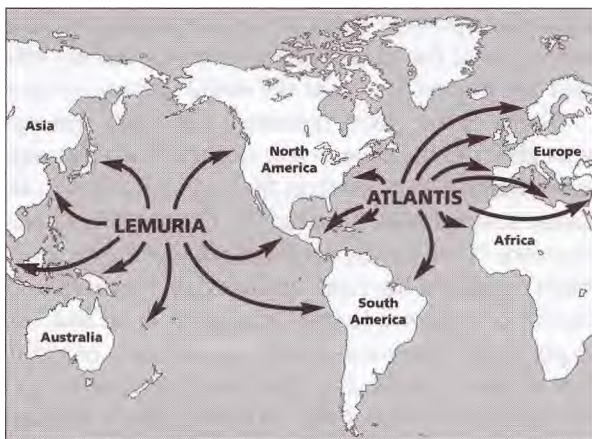 Asia
North
America
Europe
ATLANTIS
LEMURIA
Africa
South
America
Australia